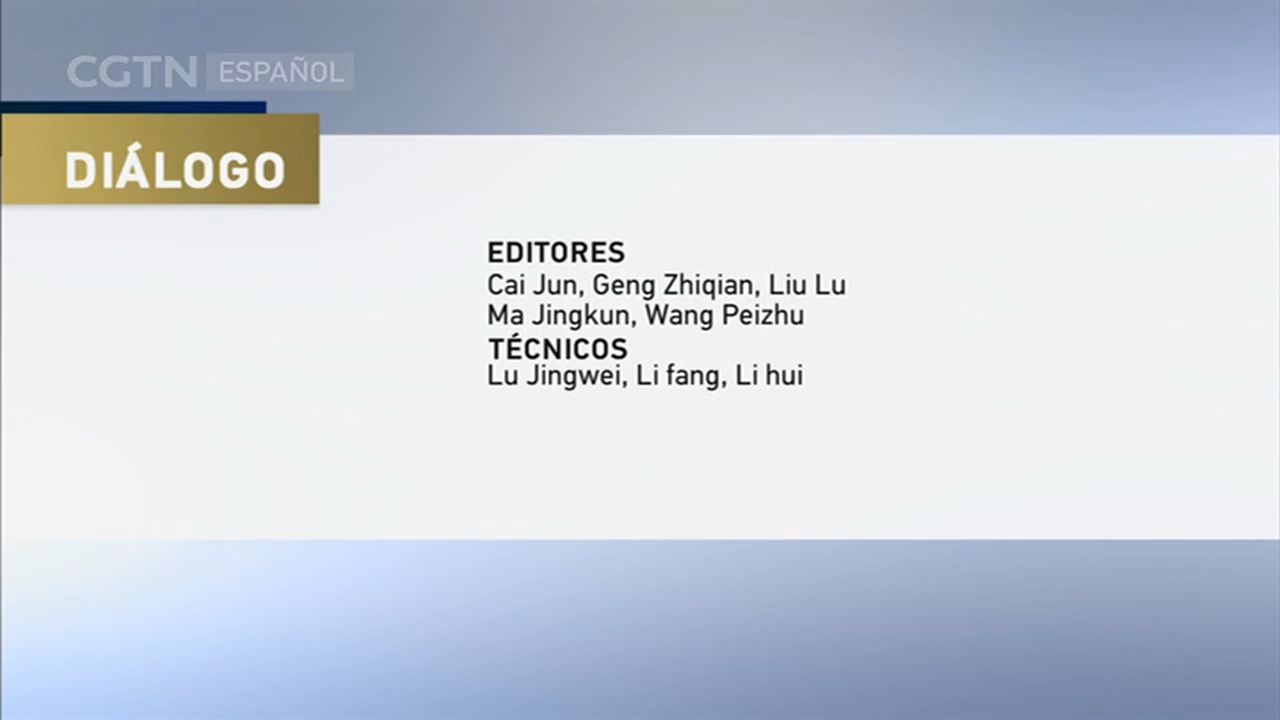 CGTN ESPAÑOL
DIÁLOGO
EDITORES
Cai Jun, Geng Zhiqian, Liu Lu
Ma Jingkun, Wang Peizhu
TÉCNICOS
Lu Jingwei, Li fang, Li hui